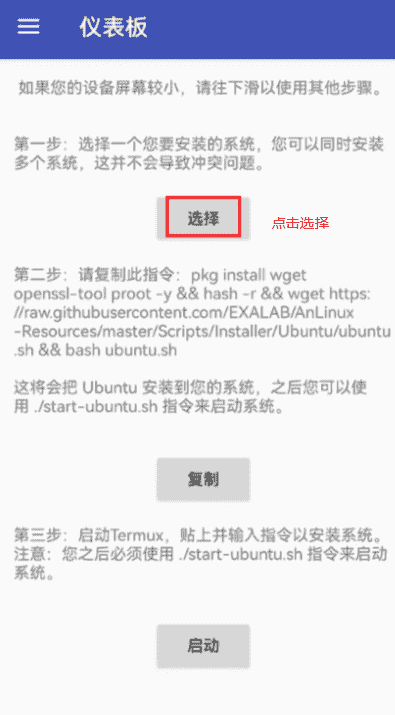 仪表板
如果您的设备屏幕较小，请往下滑以使用其他步骤。
第一步：选择一个您要安装的系统，您可以同时安装
多个系统，这并不会导致冲突问题。
选择
点击选择
第二步：请复制此指令：pkg install wget
openssl-tool proot -y && hash -r && wget https:
//raw.githubusercontent.com/EXALAB/AnLinux
-Resources/master/Scripts/Installer/Ubuntu/ubuntu
.sh && bash ubuntu.sh
这将会把 Ubuntu 安装到您的系统，之后您可以使
用 ./start-ubuntu.sh 指令来启动系统。
复制
第三步：启动Termux，贴上并输入指令以安装系统。
注意：您之后必须使用 ./start-ubuntu.sh 指令来启动
系统。
启动